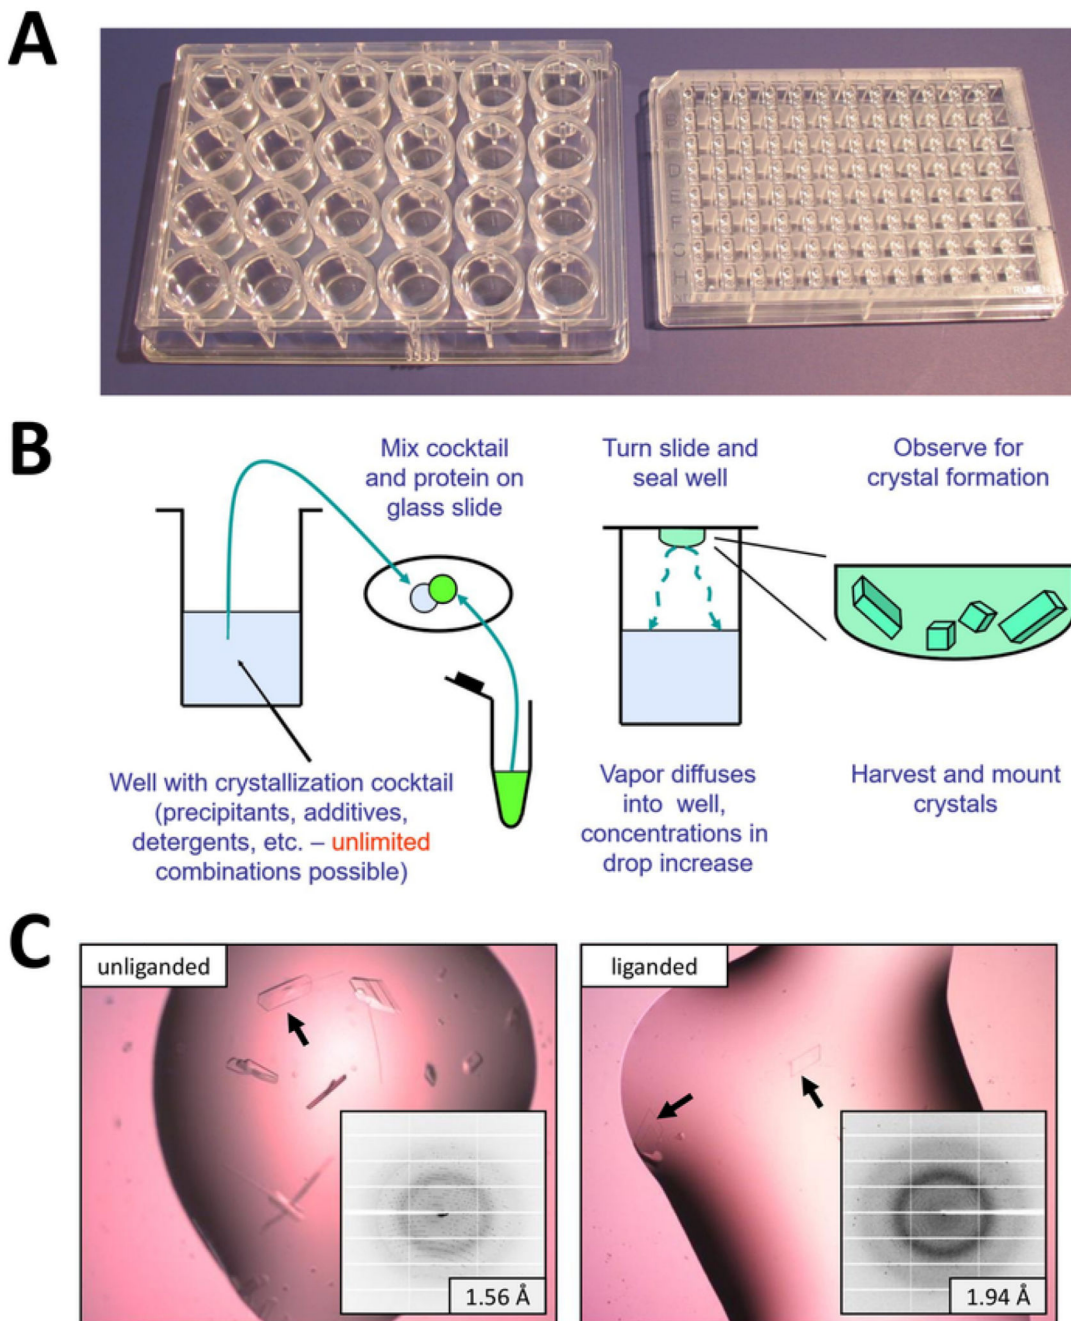 A
B
Mix cocktail
and protein on
glass slide
Turn slide and
seal well
Observe for
crystal formation
Well with crystallization cocktail
(precipitants, additives,
detergents, etc. – unlimited
combinations possible)
Vapor diffuses
into well,
concentrations in
drop increase
Harvest and mount
crystals
C
unliganded
1.56 Å
liganded
1.94 Å